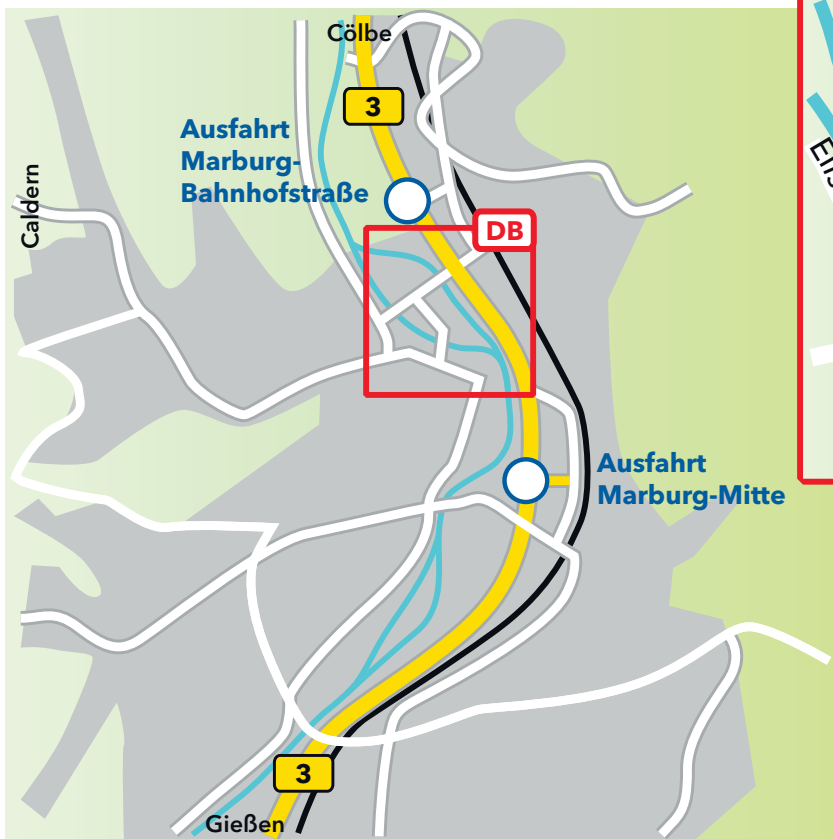 Cölbe
3
Ausfahrt
Marburg-
Bahnhofstraße
Caldern
DB
Ausfahrt
Marburg-Mitte
3
Gießen